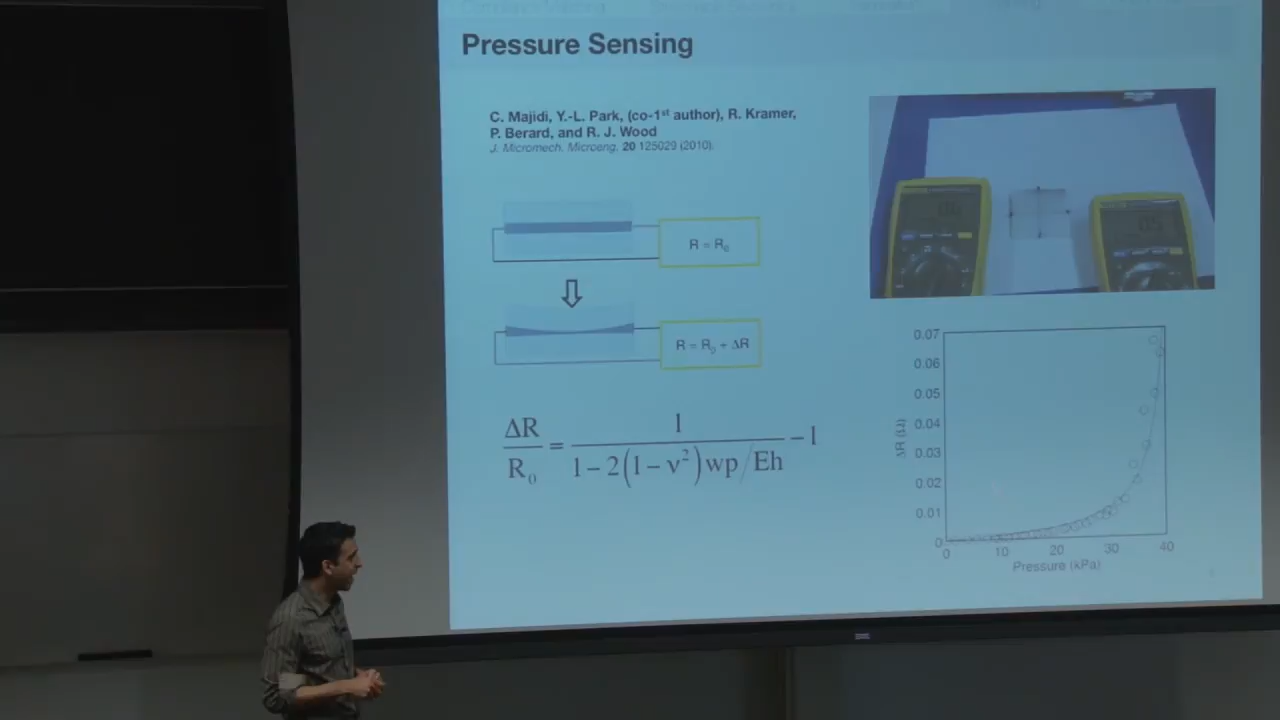 Pressure Sensing
C. Majidi, Y.-L. Park, (co-1st author), R. Kramer,
P. Berard, and R. J. Wood
J. Micromech. Microeng. 20 125029 (2010).
R = R₀
R = R₀ + ΔR
ΔR/R₀ = 1/(1 − 2(1 − ν²)wp/Eh) − 1
0.07
0.06
0.05
0.04
0.03
0.02
0.01
0
ΔR (Ω)
0 10 20 30 40
Pressure (kPa)